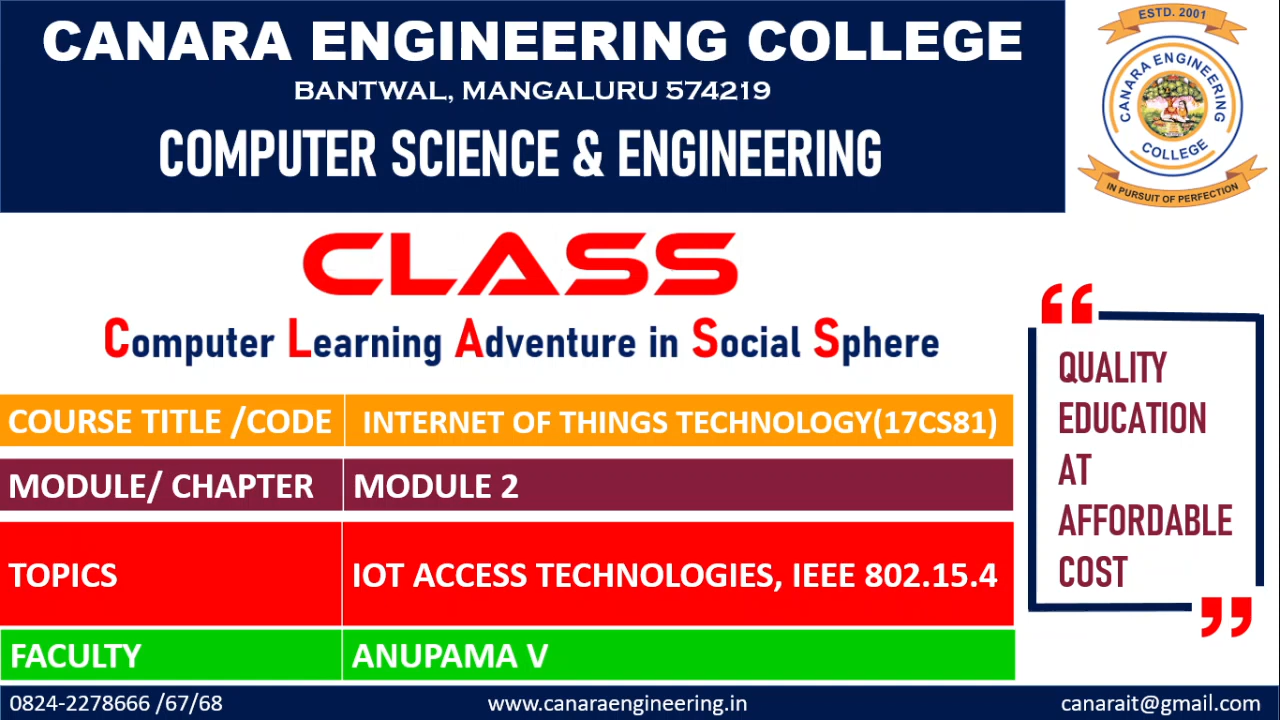 CANARA ENGINEERING COLLEGE
BANTWAL, MANGALURU 574219
COMPUTER SCIENCE & ENGINEERING
ESTD. 2001
CANARA ENGINEERING
COLLEGE
IN PURSUIT OF PERFECTION
CLASS
Computer Learning Adventure in Social Sphere
COURSE TITLE /CODE INTERNET OF THINGS TECHNOLOGY(17CS81)
MODULE/ CHAPTER MODULE 2
TOPICS IOT ACCESS TECHNOLOGIES, IEEE 802.15.4
FACULTY ANUPAMA V
“
QUALITY
EDUCATION
AT
AFFORDABLE
COST
”
0824-2278666 /67/68 www.canaraengineering.in canarait@gmail.com